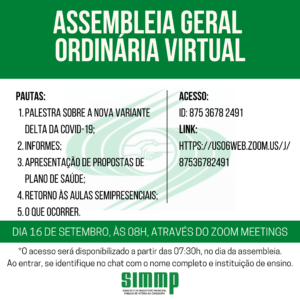 ASSEMBLEIA GERAL
ORDINÁRIA VIRTUAL
PAUTAS:
1. PALESTRA SOBRE A NOVA VARIANTE
DELTA DA COVID-19;
2. INFORMES;
3. APRESENTAÇÃO DE PROPOSTAS DE
PLANO DE SAÚDE;
4. RETORNO ÀS AULAS SEMIPRESENCIAIS;
5. O QUE OCORRER.
ACESSO:
ID: 875 3678 2491
LINK:
HTTPS://US06WEB.ZOOM.US/J/
87536782491
DIA 16 DE SETEMBRO, ÀS 08H, ATRAVÉS DO ZOOM MEETINGS
*O acesso será disponibilizado a partir das 07:30h, no dia da assembleia.
Ao entrar, se identifique no chat com o nome completo e instituição de ensino.
SIMMP